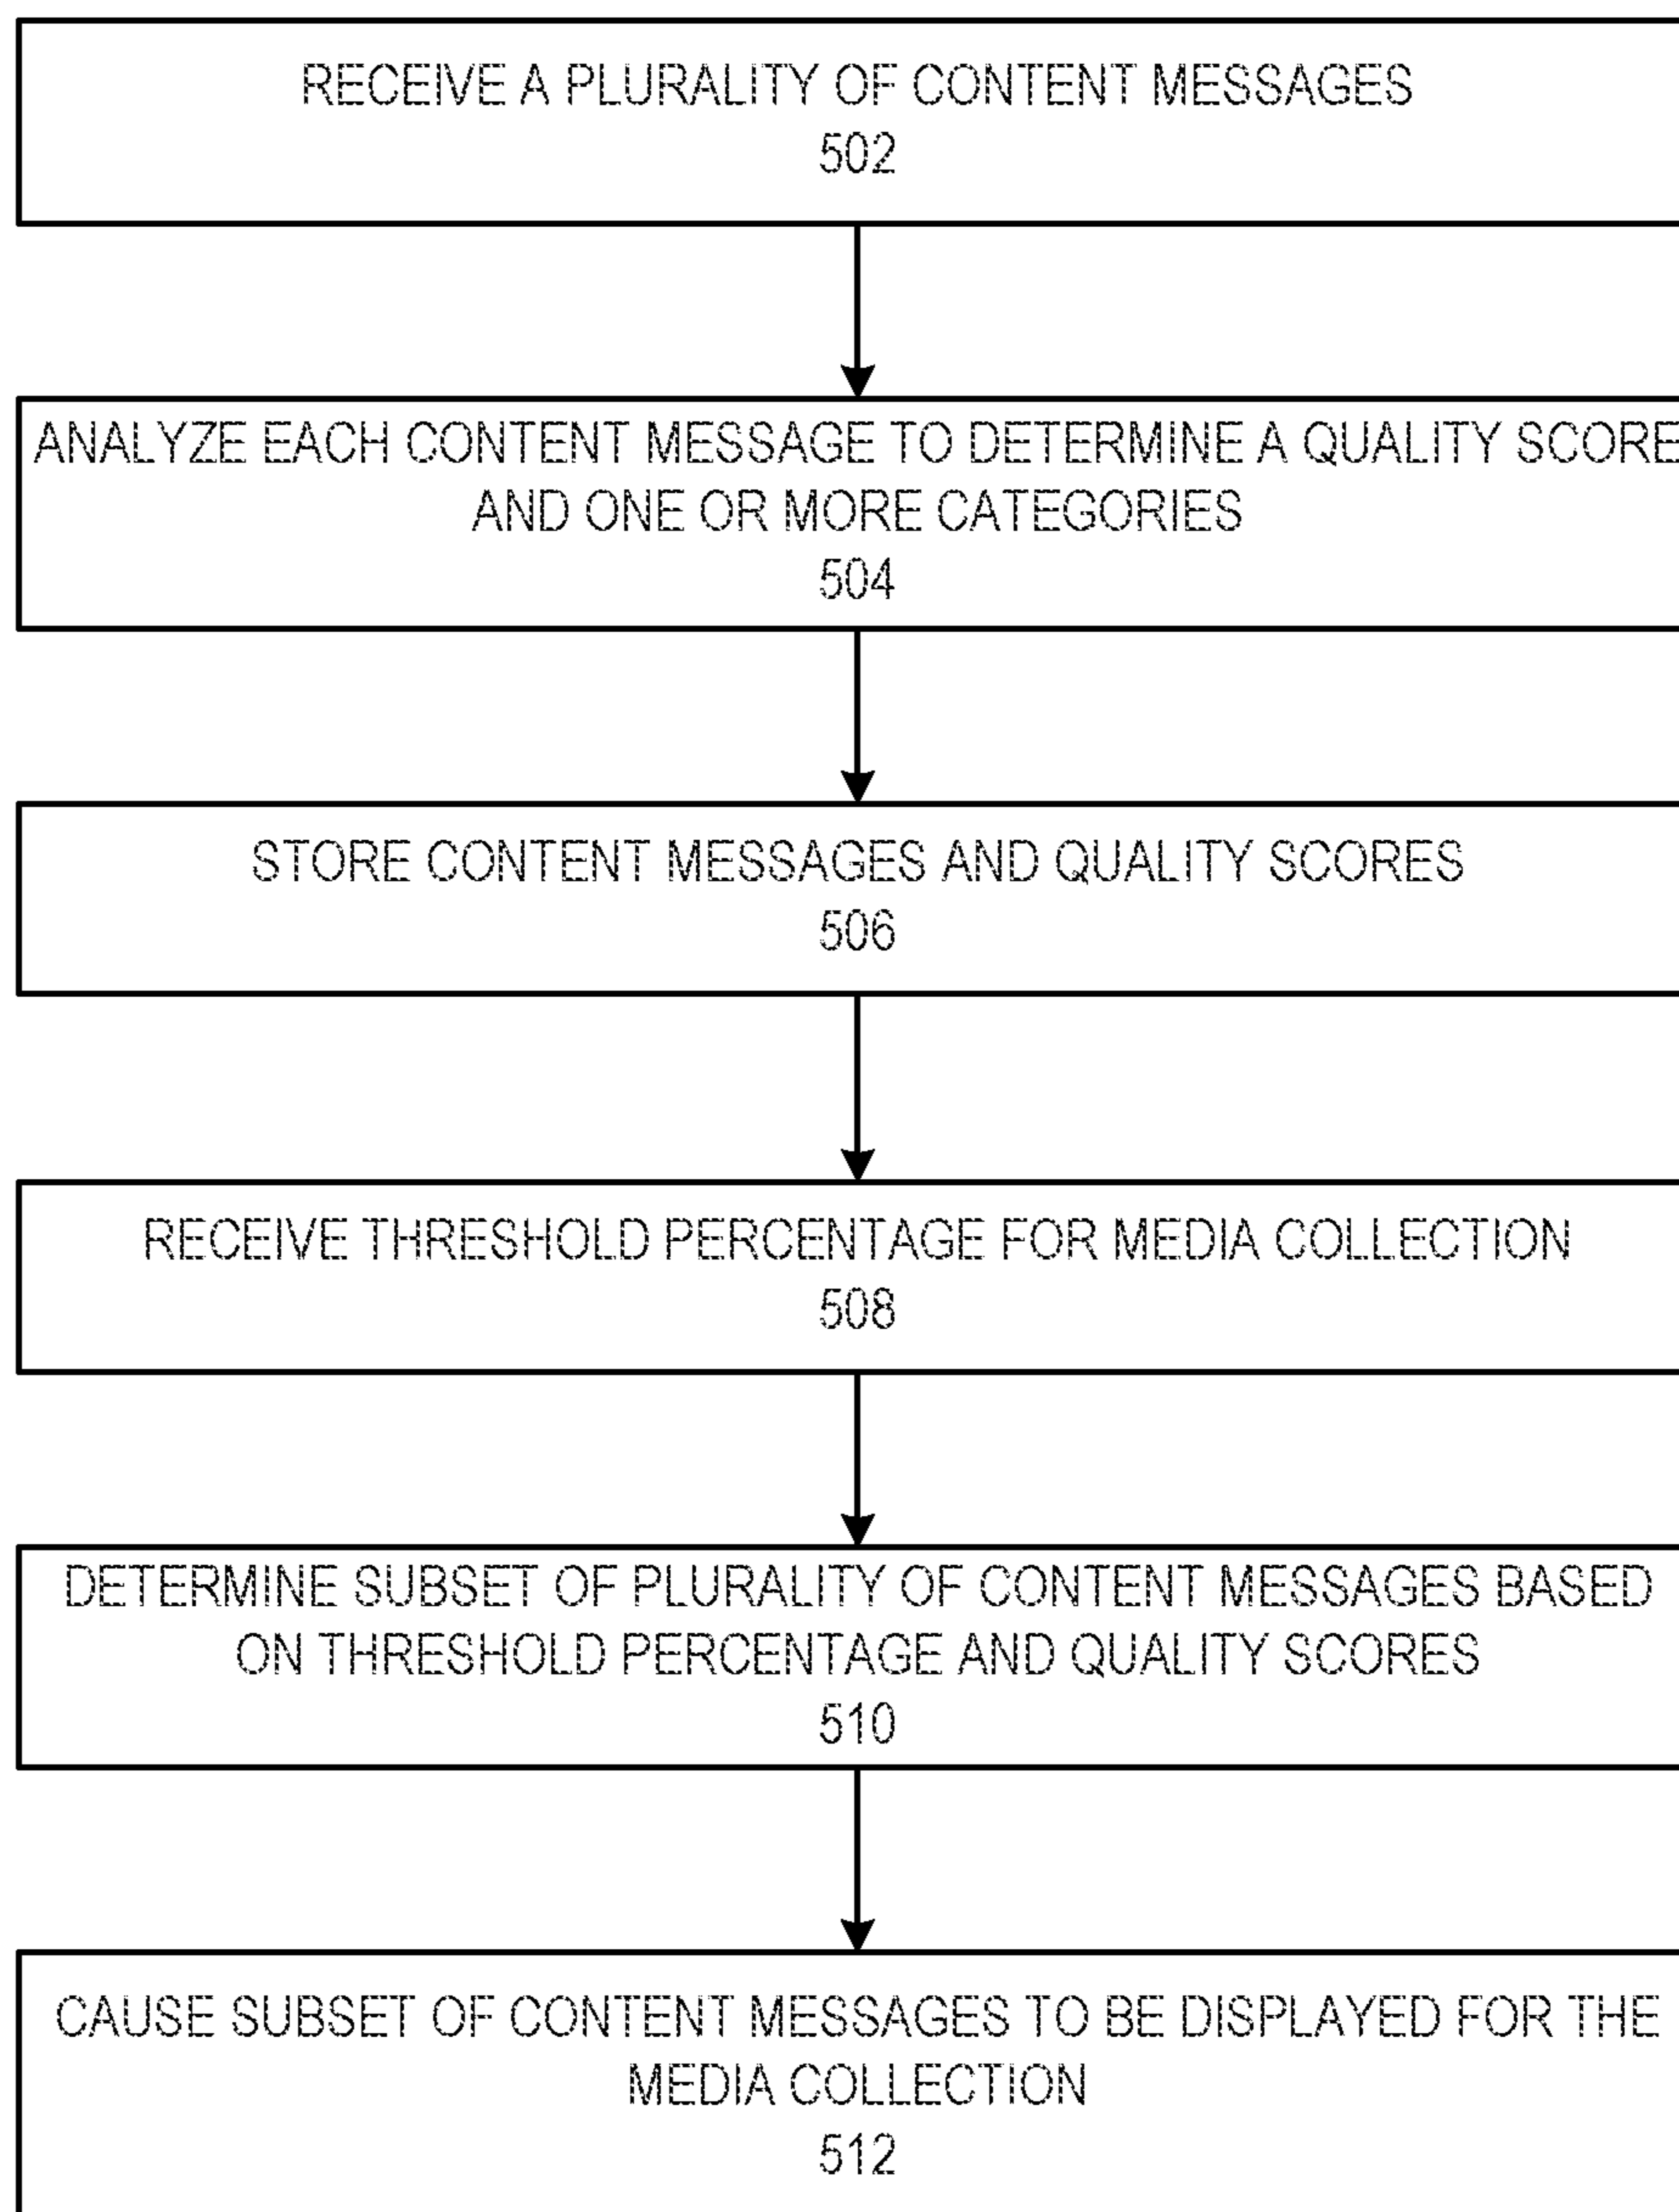 RECEIVE A PLURALITY OF CONTENT MESSAGES
502
ANALYZE EACH CONTENT MESSAGE TO DETERMINE A QUALITY SCORE
AND ONE OR MORE CATEGORIES
504
STORE CONTENT MESSAGES AND QUALITY SCORES
506
RECEIVE THRESHOLD PERCENTAGE FOR MEDIA COLLECTION
508
DETERMINE SUBSET OF PLURALITY OF CONTENT MESSAGES BASED
ON THRESHOLD PERCENTAGE AND QUALITY SCORES
510
CAUSE SUBSET OF CONTENT MESSAGES TO BE DISPLAYED FOR THE
MEDIA COLLECTION
512